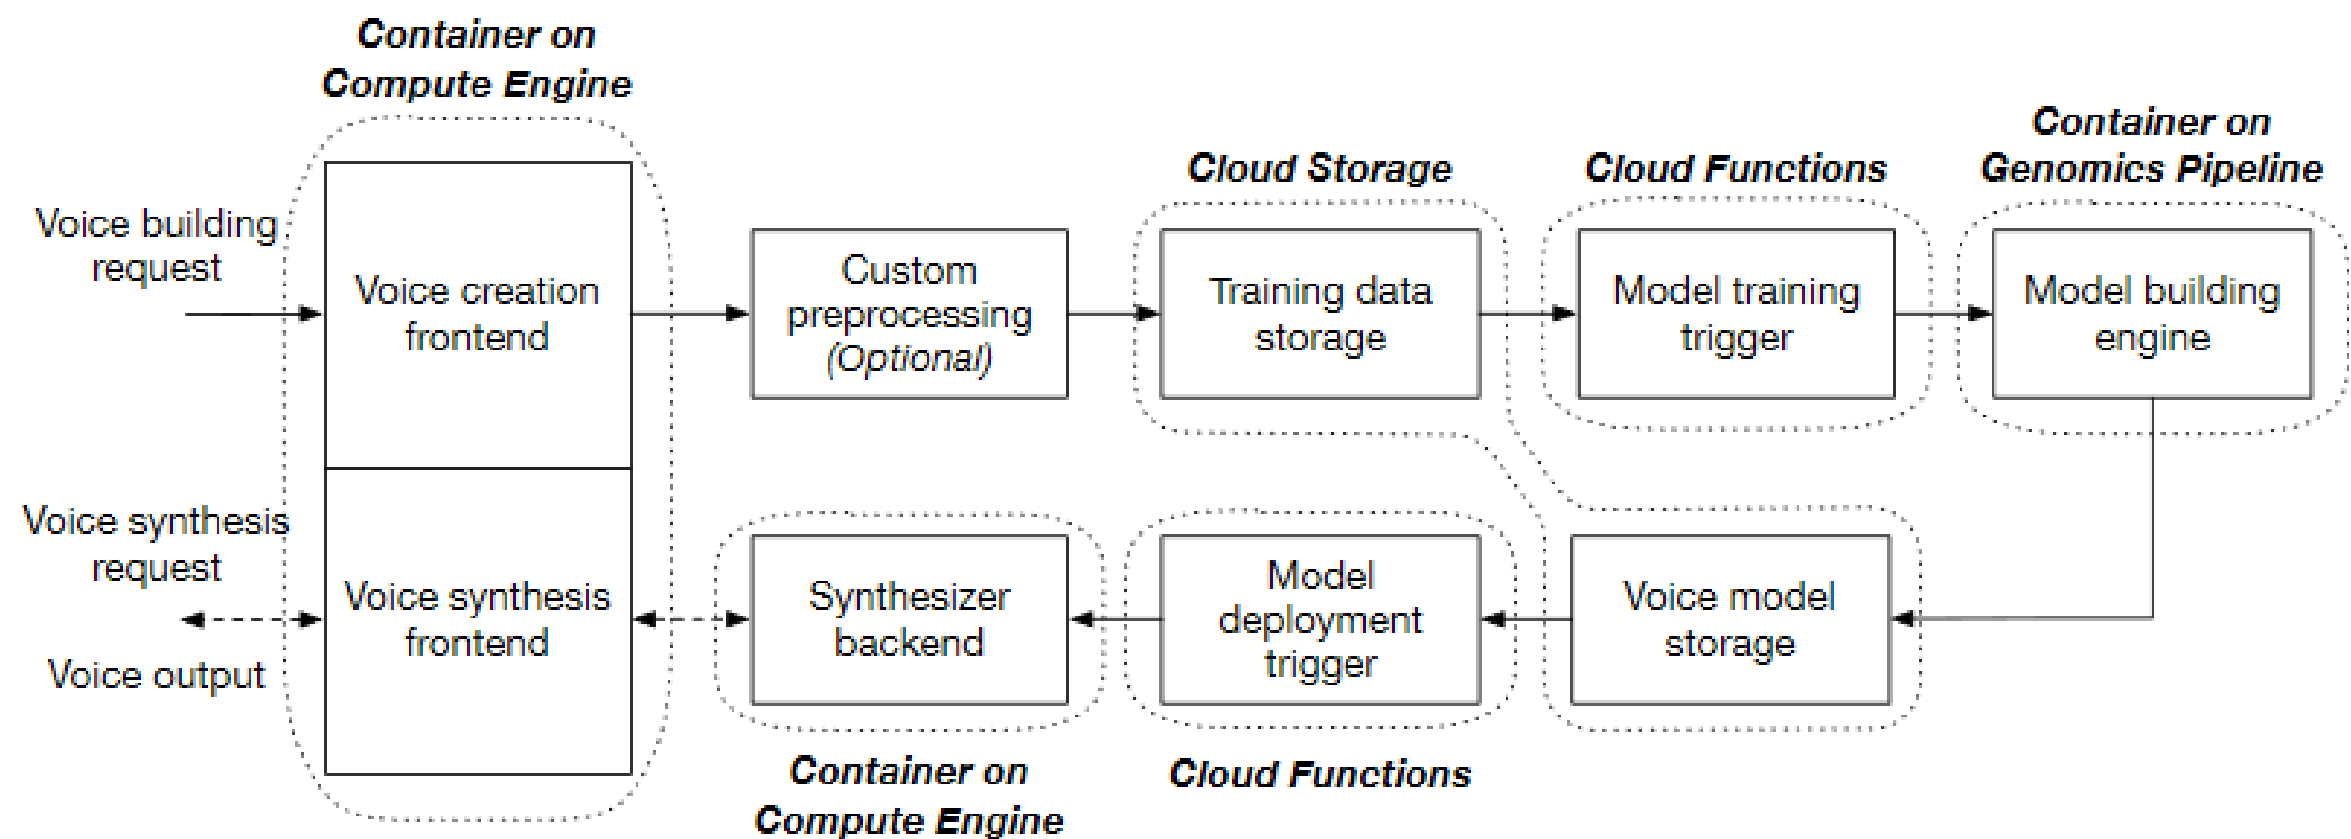 Container on
Compute Engine
Voice building
request
Voice creation
frontend
Custom
preprocessing
(Optional)
Cloud Storage
Training data
storage
Cloud Functions
Model training
trigger
Container on
Genomics Pipeline
Model building
engine
Voice synthesis
request
Voice output
Voice synthesis
frontend
Synthesizer
backend
Container on
Compute Engine
Model
deployment
trigger
Cloud Functions
Voice model
storage